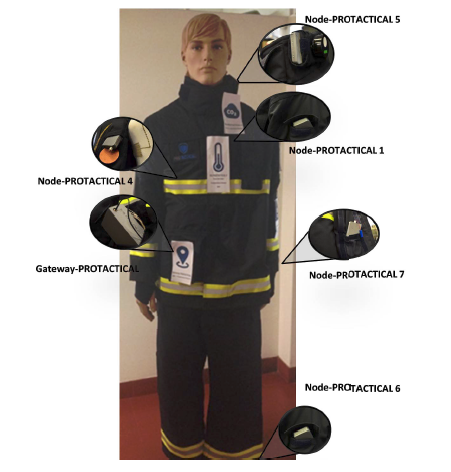 Node-PROTACTICAL 5
Node-PROTACTICAL 1
Node-PROTACTICAL 4
Gateway-PROTACTICAL
Node-PROTACTICAL 7
Node-PROTACTICAL 6